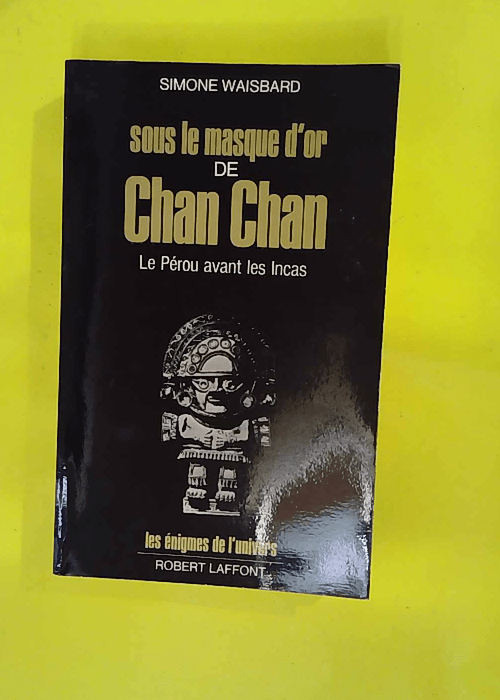 SIMONE WAISBARD
sous le masque d'or
DE
Chan Chan
Le Pérou avant les Incas
les énigmes de l'univers
ROBERT LAFFONT